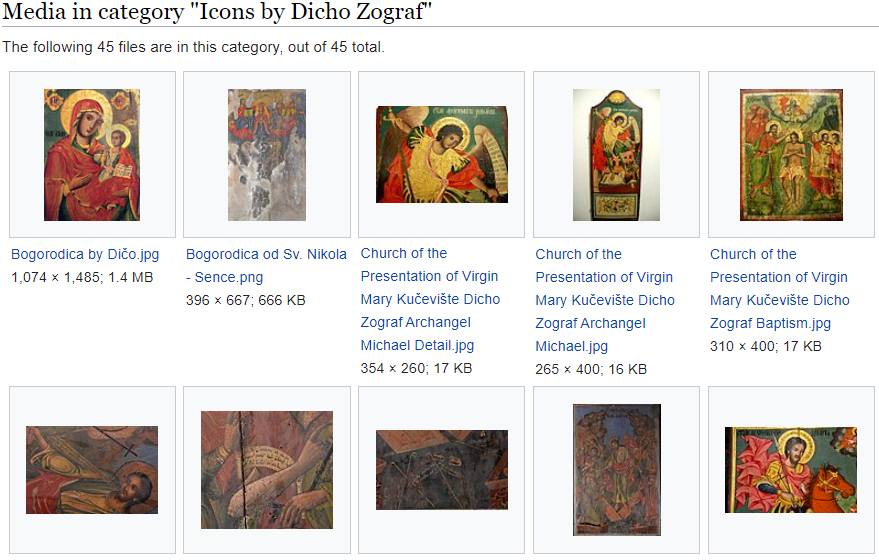 Media in category "Icons by Dicho Zograf"
The following 45 files are in this category, out of 45 total.
Bogorodica by Dičo.jpg
1,074 × 1,485; 1.4 MB
Bogorodica od Sv. Nikola
- Sence.png
396 × 667; 666 KB
Church of the
Presentation of Virgin
Mary Kučevište Dicho
Zograf Archangel
Michael Detail.jpg
354 × 260; 17 KB
Church of the
Presentation of Virgin
Mary Kučevište Dicho
Zograf Archangel
Michael.jpg
265 × 400; 16 KB
Church of the
Presentation of Virgin
Mary Kučevište Dicho
Zograf Baptism.jpg
310 × 400; 17 KB